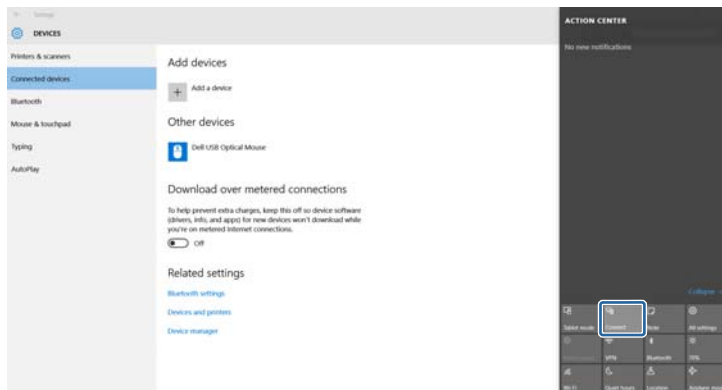 Settings
DEVICES
Printers & scanners
Connected devices
Bluetooth
Mouse & touchpad
Typing
AutoPlay
Add devices
Add a device
Other devices
Dell USB Optical Mouse
Download over metered connections
To help prevent extra charges, keep this off so device software
(drivers, info, and apps) for new devices won't download while
you're on metered Internet connections.
Off
Related settings
Bluetooth settings
Devices and printers
Device manager
ACTION CENTER
No new notifications
Collapse
Tablet mode
Connect
Note
All settings
VPN
Bluetooth
70%
Wi-Fi
Quiet hours
Location